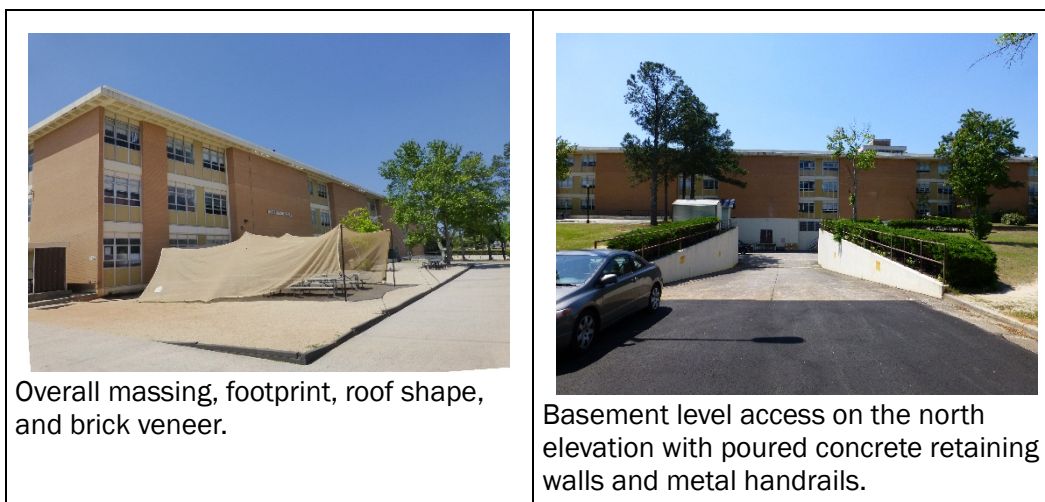 Overall massing, footprint, roof shape,
and brick veneer.
Basement level access on the north
elevation with poured concrete retaining
walls and metal handrails.